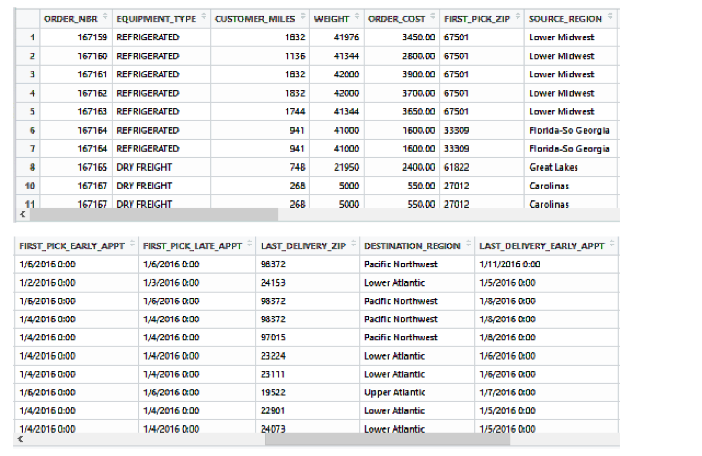 ORDER_NBR EQUIPMENT_TYPE CUSTOMER_MILES WEIGHT ORDER_COST FIRST_PICK_ZIP SOURCE_REGION
1 167159 REFRIGERATED 1832 41976 3450.00 67501 Lower Midwest
2 167160 REFRIGERATED 1136 41344 2800.00 67501 Lower Midwest
3 167161 REFRIGERATED 1832 42000 3900.00 67501 Lower Midwest
4 167162 REFRIGERATED 1832 42000 3700.00 67501 Lower Midwest
5 167163 REFRIGERATED 1744 41344 3650.00 67501 Lower Midwest
6 167164 REFRIGERATED 941 41000 1600.00 33309 Florida-So Georgia
7 167164 REFRIGERATED 941 41000 1600.00 33309 Florida-So Georgia
8 167165 DRY FREIGHT 748 21950 2400.00 61822 Great Lakes
10 167167 DRY FREIGHT 268 5000 550.00 27012 Carolinas
11 167167 DRY FREIGHT 268 5000 550.00 27012 Carolinas
FIRST_PICK_EARLY_APPT FIRST_PICK_LATE_APPT LAST_DELIVERY_ZIP DESTINATION_REGION LAST_DELIVERY_EARLY_APPT
1/6/2016 0:00 1/6/2016 0:00 98372 Pacific Northwest 1/11/2016 0:00
1/2/2016 0:00 1/3/2016 0:00 24153 Lower Atlantic 1/5/2016 0:00
1/6/2016 0:00 1/6/2016 0:00 98372 Pacific Northwest 1/8/2016 0:00
1/4/2016 0:00 1/4/2016 0:00 98372 Pacific Northwest 1/8/2016 0:00
1/4/2016 0:00 1/4/2016 0:00 97015 Pacific Northwest 1/8/2016 0:00
1/4/2016 0:00 1/4/2016 0:00 23224 Lower Atlantic 1/6/2016 0:00
1/4/2016 0:00 1/4/2016 0:00 23111 Lower Atlantic 1/6/2016 0:00
1/6/2016 0:00 1/6/2016 0:00 19522 Upper Atlantic 1/7/2016 0:00
1/4/2016 0:00 1/4/2016 0:00 22901 Lower Atlantic 1/5/2016 0:00
1/4/2016 0:00 1/4/2016 0:00 24073 Lower Atlantic 1/5/2016 0:00